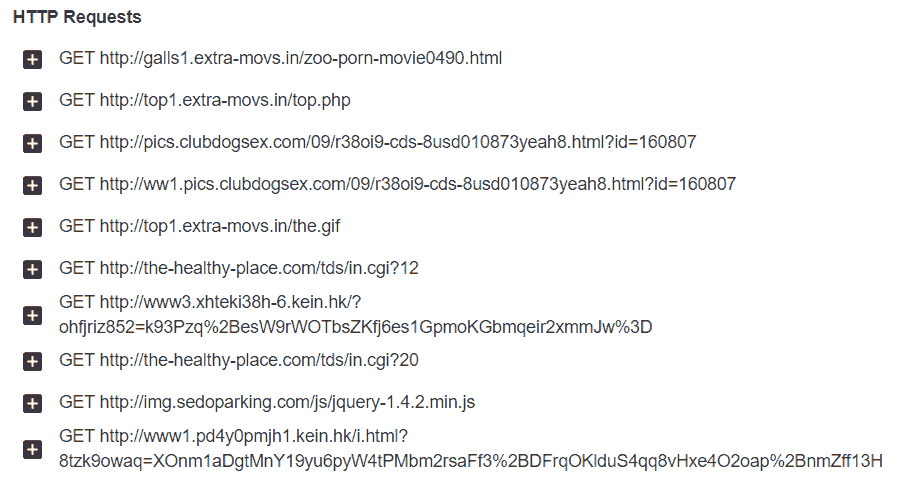 HTTP Requests
GET http://galls1.extra-movs.in/zoo-porn-movie0490.html
GET http://top1.extra-movs.in/top.php
GET http://pics.clubdogsex.com/09/r38oi9-cds-8usd010873yeah8.html?id=160807
GET http://ww1.pics.clubdogsex.com/09/r38oi9-cds-8usd010873yeah8.html?id=160807
GET http://top1.extra-movs.in/the.gif
GET http://the-healthy-place.com/tds/in.cgi?12
GET http://www3.xhteki38h-6.kein.hk/?
ohfjriz852=k93Pzq%2BesW9rWOTbsZKfj6es1GpmoKGbmqeir2xmmJw%3D
GET http://the-healthy-place.com/tds/in.cgi?20
GET http://img.sedoparking.com/js/jquery-1.4.2.min.js
GET http://www1.pd4y0pmjh1.kein.hk/i.html?
8tzk9owaq=XOnm1aDgtMnY19yu6pyW4tPMbm2rsaFf3%2BDFrqOKlduS4qq8vHxe4O2oap%2BnmZff13H